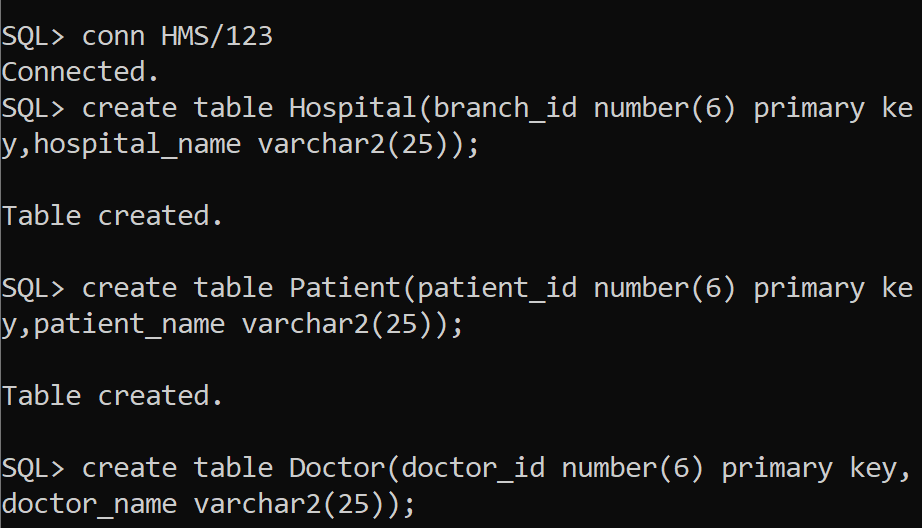 SQL> conn HMS/123
Connected.
SQL> create table Hospital(branch_id number(6) primary ke
y,hospital_name varchar2(25));
Table created.
SQL> create table Patient(patient_id number(6) primary ke
y,patient_name varchar2(25));
Table created.
SQL> create table Doctor(doctor_id number(6) primary key,
doctor_name varchar2(25));